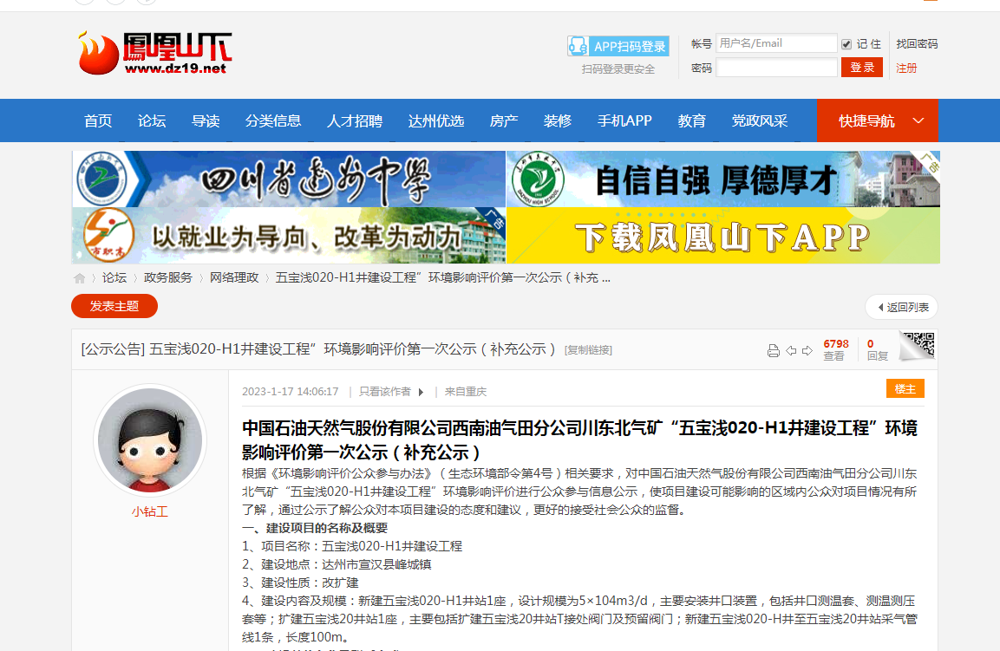 鳳凰山下
www.dz19.net
APP扫码登录
扫码登录更安全
帐号 用户名/Email 记住 找回密码
密码 登录 注册
首页 论坛 导读 分类信息 人才招聘 达州优选 房产 装修 手机APP 教育 党政风采 快捷导航
四川省达州中学
自信自强 厚德厚才
广告
DAZHOU HIGH SCHOOL
市职高
以就业为导向、改革为动力
广告
下载凤凰山下APP
论坛 › 政务服务 › 网络理政 › 五宝浅020-H1井建设工程”环境影响评价第一次公示（补充 ...
发表主题
返回列表
[公示公告] 五宝浅020-H1井建设工程”环境影响评价第一次公示（补充公示） [复制链接]
6798 查看
0 回复
小钻工
2023-1-17 14:06:17 | 只看该作者 | 来自重庆
楼主
中国石油天然气股份有限公司西南油气田分公司川东北气矿“五宝浅020-H1井建设工程”环境
影响评价第一次公示（补充公示）
根据《环境影响评价公众参与办法》（生态环境部令第4号）相关要求，对中国石油天然气股份有限公司西南油气田分公司川东
北气矿“五宝浅020-H1井建设工程”环境影响评价进行公众参与信息公示，使项目建设可能影响的区域内公众对项目情况有所
了解，通过公示了解公众对本项目建设的态度和建议，更好的接受社会公众的监督。
一、建设项目的名称及概要
1、项目名称：五宝浅020-H1井建设工程
2、建设地点：达州市宣汉县峰城镇
3、建设性质：改扩建
4、建设内容及规模：新建五宝浅020-H1井站1座，设计规模为5×104m3/d，主要安装井口装置，包括井口测温套、测温测压
套等；扩建五宝浅20井站1座，主要包括扩建五宝浅20井站T接处阀门及预留阀门；新建五宝浅020-H井至五宝浅20井站采气管
线1条，长度100m。